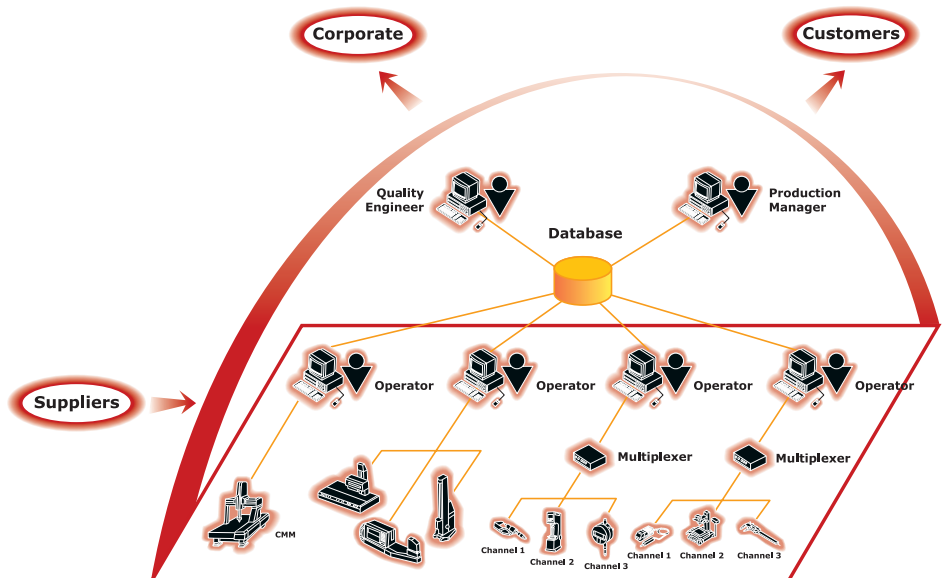 Corporate
Customers
Quality
Engineer
Production
Manager
Database
Suppliers
Operator
Operator
Operator
Operator
Multiplexer
Multiplexer
CMM
Channel 1
Channel 2
Channel 3
Channel 1
Channel 2
Channel 3